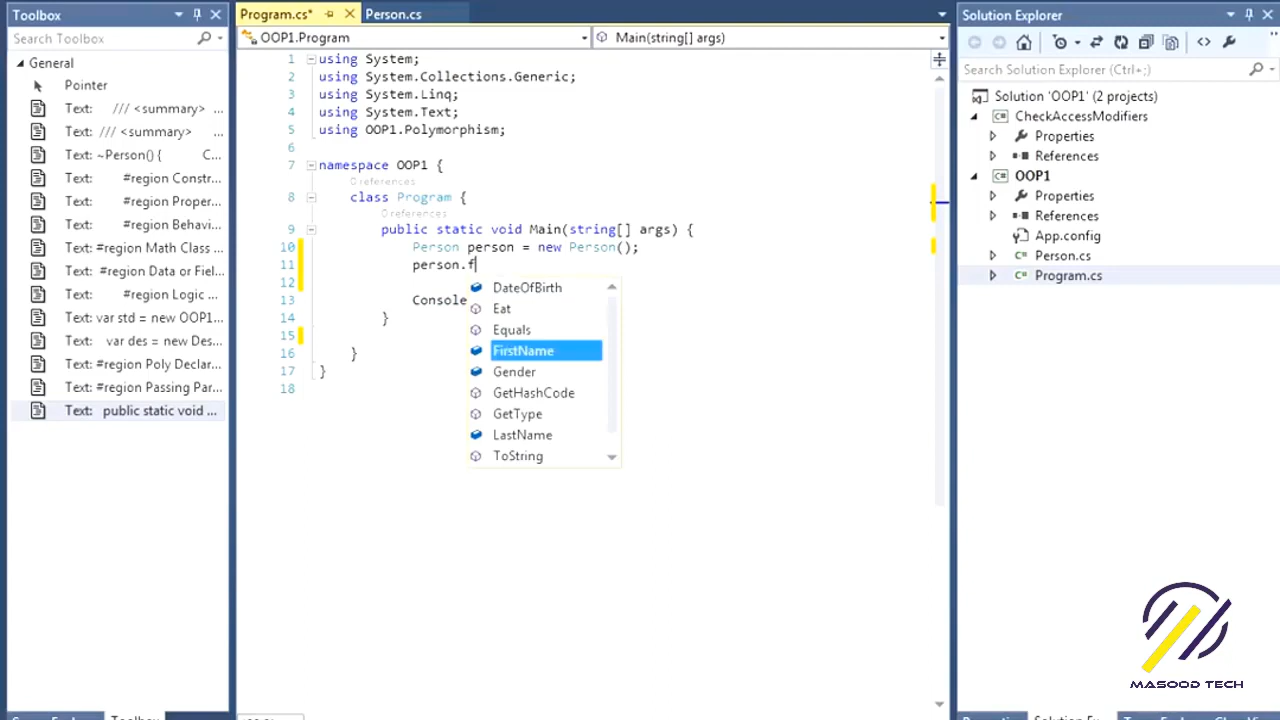 Toolbox
Search Toolbox
General
Pointer
Text: /// <summary> ...
Text: /// <summary> ...
Text: ~Person() { C...
Text: #region Constr...
Text: #region Proper...
Text: #region Behavi...
Text: #region Math Class ...
Text: #region Data or Fiel...
Text: #region Logic ...
Text: var std = new OOP1...
Text: var des = new Des...
Text: #region Poly Declar...
Text: #region Passing Par...
Text: public static void ...
Toolbox
Program.cs*
Person.cs
OOP1.Program
Main(string[] args)
1 using System;
2 using System.Collections.Generic;
3 using System.Linq;
4 using System.Text;
5 using OOP1.Polymorphism;
6
7 namespace OOP1 {
0 references
8 class Program {
0 references
9 public static void Main(string[] args) {
10 Person person = new Person();
11 person.f
12
13 Console
14 }
15
16 }
17 }
18
DateOfBirth
Eat
Equals
FirstName
Gender
GetHashCode
GetType
LastName
ToString
Solution Explorer
Search Solution Explorer (Ctrl+;)
Solution 'OOP1' (2 projects)
CheckAccessModifiers
Properties
References
OOP1
Properties
References
App.config
Person.cs
Program.cs
MASOOD TECH